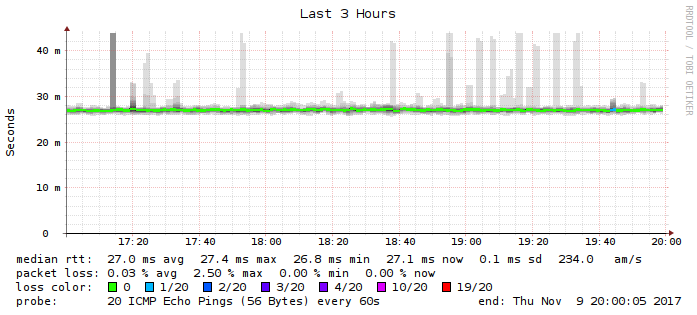 Last 3 Hours
RRDTOOL / TOBI OETIKER
Seconds
40 m
30 m
20 m
10 m
0
17:20 17:40 18:00 18:20 18:40 19:00 19:20 19:40 20:00
median rtt: 27.0 ms avg 27.4 ms max 26.8 ms min 27.1 ms now 0.1 ms sd 234.0 am/s
packet loss: 0.03 % avg 2.50 % max 0.00 % min 0.00 % now
loss color: 0 1/20 2/20 3/20 4/20 10/20 19/20
probe: 20 ICMP Echo Pings (56 Bytes) every 60s end: Thu Nov 9 20:00:05 2017